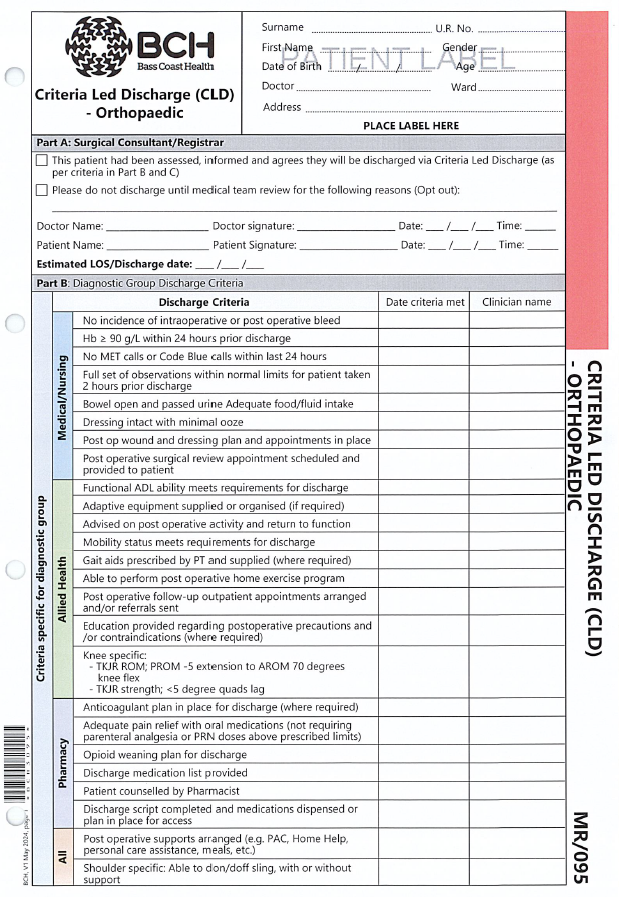 BCH
Bass Coast Health
Criteria Led Discharge (CLD)
- Orthopaedic
PATIENT LABEL
Surname U.R. No.
First Name Gender
Date of Birth / / Age
Doctor Ward
Address
PLACE LABEL HERE
Part A: Surgical Consultant/Registrar
This patient had been assessed, informed and agrees they will be discharged via Criteria Led Discharge (as
per criteria in Part B and C)
Please do not discharge until medical team review for the following reasons (Opt out):
Doctor Name: Doctor signature: Date: / / Time:
Patient Name: Patient Signature: Date: / / Time:
Estimated LOS/Discharge date: / /
Part B: Diagnostic Group Discharge Criteria
Discharge Criteria Date criteria met Clinician name
Criteria specific for diagnostic group
Medical/Nursing
No incidence of intraoperative or post operative bleed
Hb ≥ 90 g/L within 24 hours prior discharge
No MET calls or Code Blue calls within last 24 hours
Full set of observations within normal limits for patient taken
2 hours prior discharge
Bowel open and passed urine Adequate food/fluid intake
Dressing intact with minimal ooze
Post op wound and dressing plan and appointments in place
Post operative surgical review appointment scheduled and
provided to patient
Allied Health
Functional ADL ability meets requirements for discharge
Adaptive equipment supplied or organised (if required)
Advised on post operative activity and return to function
Mobility status meets requirements for discharge
Gait aids prescribed by PT and supplied (where required)
Able to perform post operative home exercise program
Post operative follow-up outpatient appointments arranged
and/or referrals sent
Education provided regarding postoperative precautions and
/or contraindications (where required)
Knee specific:
- TKJR ROM; PROM -5 extension to AROM 70 degrees
knee flex
- TKJR strength; <5 degree quads lag
Pharmacy
Anticoagulant plan in place for discharge (where required)
Adequate pain relief with oral medications (not requiring
parenteral analgesia or PRN doses above prescribed limits)
Opioid weaning plan for discharge
Discharge medication list provided
Patient counselled by Pharmacist
Discharge script completed and medications dispensed or
plan in place for access
All
Post operative supports arranged (e.g. PAC, Home Help,
personal care assistance, meals, etc.)
Shoulder specific: Able to don/doff sling, with or without
support
CRITERIA LED DISCHARGE (CLD)
- ORTHOPAEDIC
MR/095
BCH, V1 May 2024, page 1